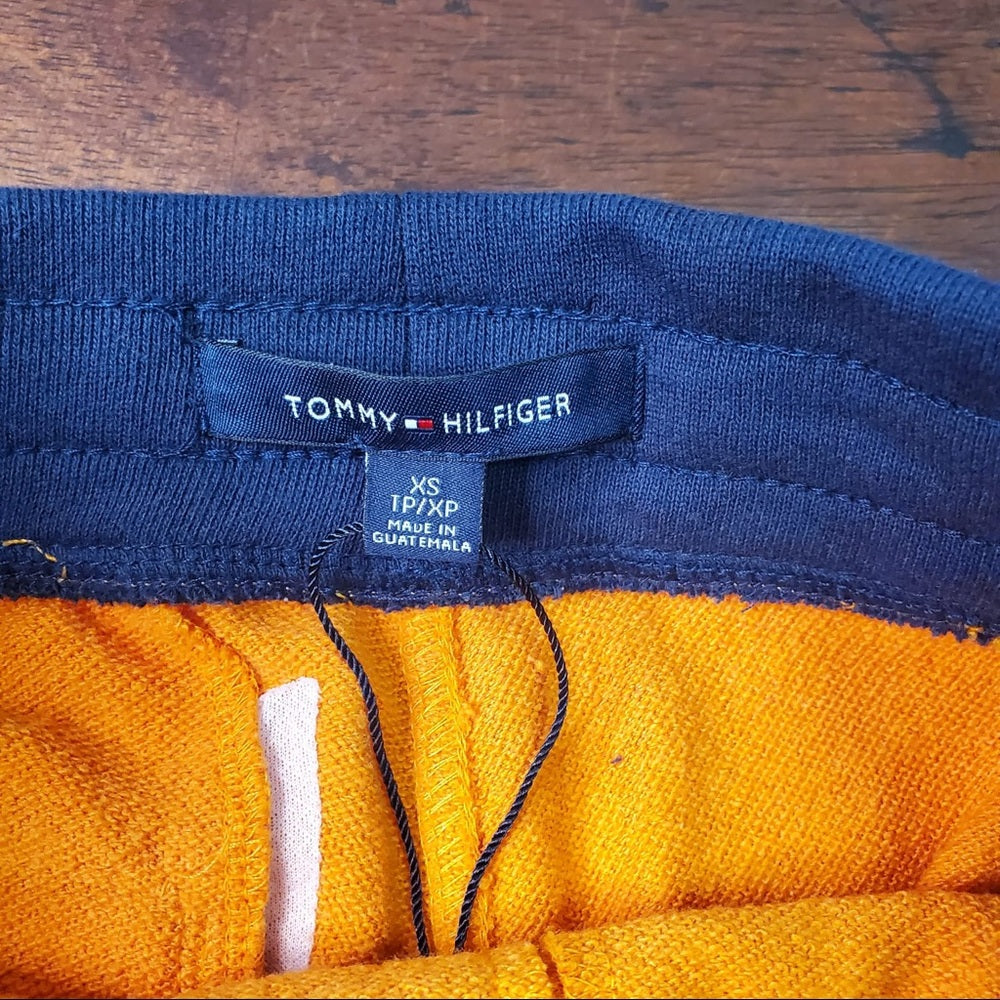 TOMMY HILFIGER
XS
TP/XP
MADE IN
GUATEMALA